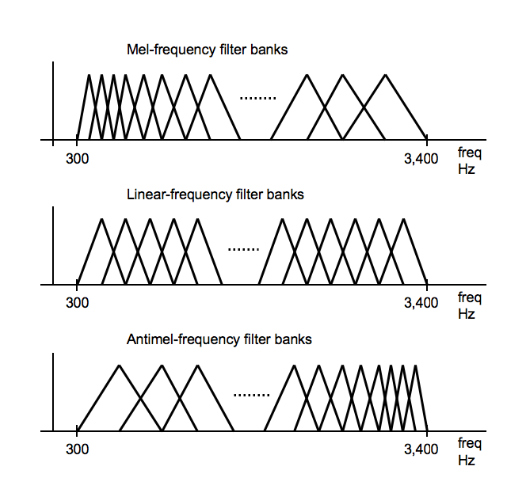 Mel-frequency filter banks
300
3,400
freq
Hz
Linear-frequency filter banks
300
3,400
freq
Hz
Antimel-frequency filter banks
300
3,400
freq
Hz